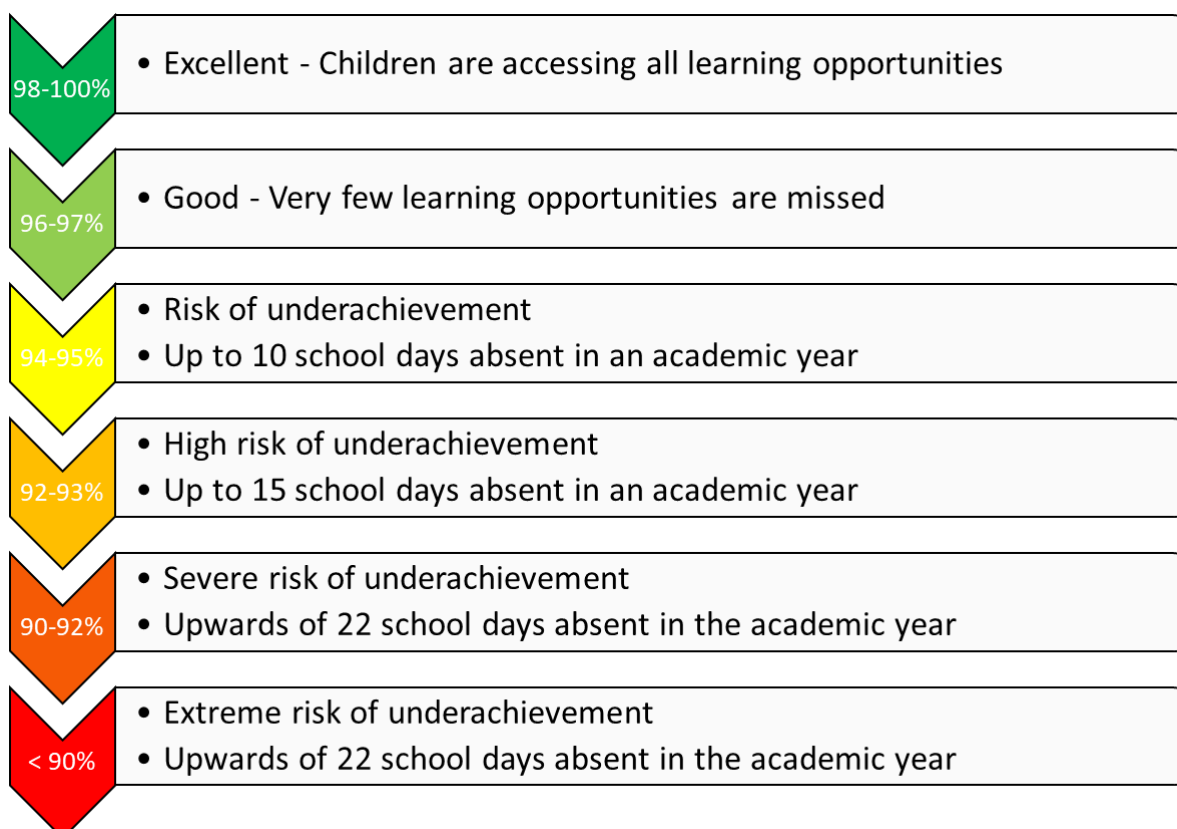 98-100%
• Excellent - Children are accessing all learning opportunities
96-97%
• Good - Very few learning opportunities are missed
94-95%
• Risk of underachievement
• Up to 10 school days absent in an academic year
92-93%
• High risk of underachievement
• Up to 15 school days absent in an academic year
90-92%
• Severe risk of underachievement
• Upwards of 22 school days absent in the academic year
< 90%
• Extreme risk of underachievement
• Upwards of 22 school days absent in the academic year